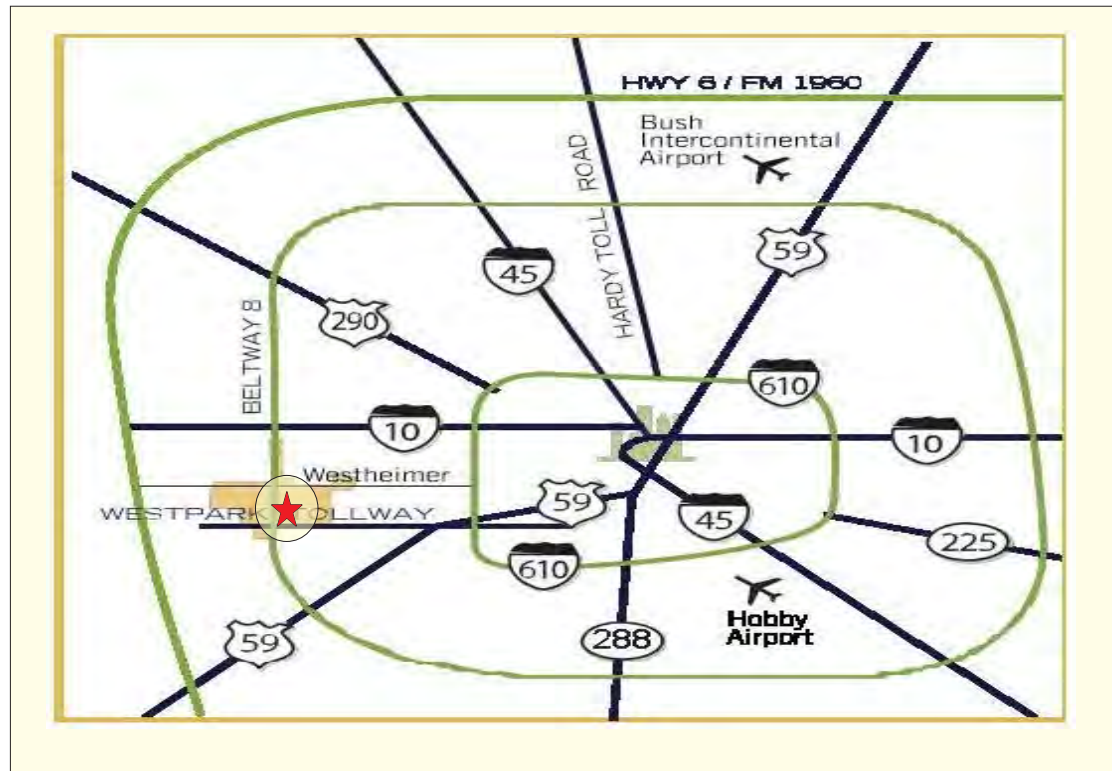 HWY 6 / FM 1960
Bush
Intercontinental
Airport
HARDY TOLL ROAD
59
45
290
BELTWAY 8
610
10
10
Westheimer
59
WESTPARK TOLLWAY
45
225
610
59
288
Hobby
Airport